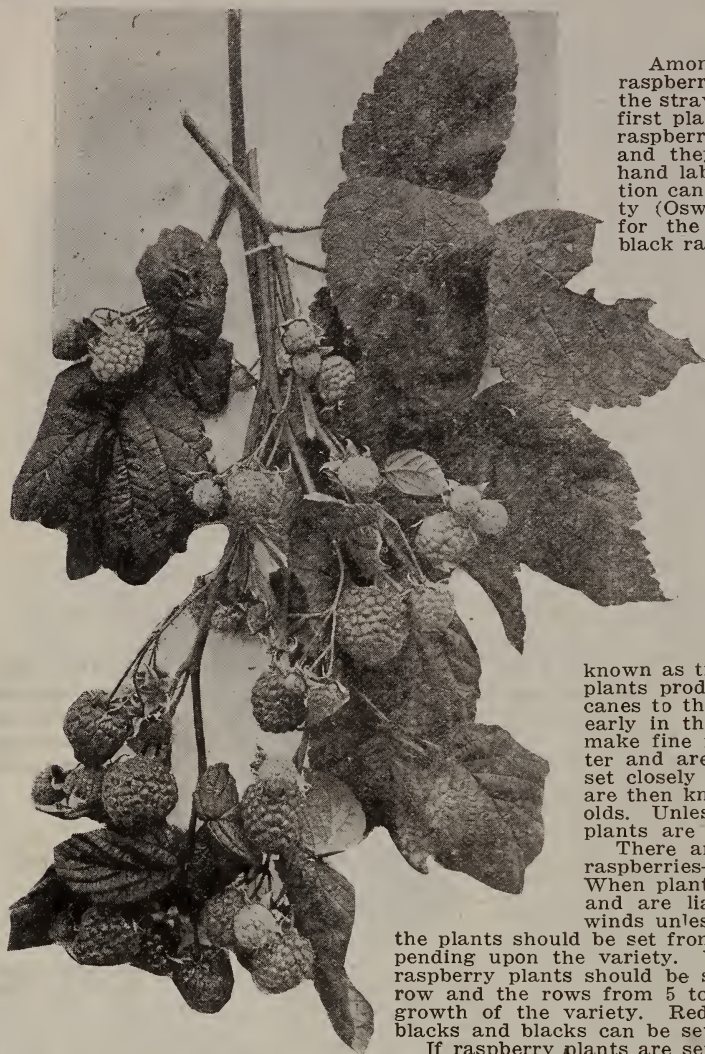 Amon
raspberr
the straw
first pla
raspberr
and they
hand lab
tion can
ty (Osw
for the
black ra
known as t
plants prod
canes to th
early in th
make fine
ter and are
set closely
are then kn
olds. Unles
plants are
There ar
raspberries-
When plant
and are lia
winds unles
the plants should be set from
pending upon the variety.
raspberry plants should be s
row and the rows from 5 to
growth of the variety. Red
blacks and blacks can be se
If raspberry plants are se